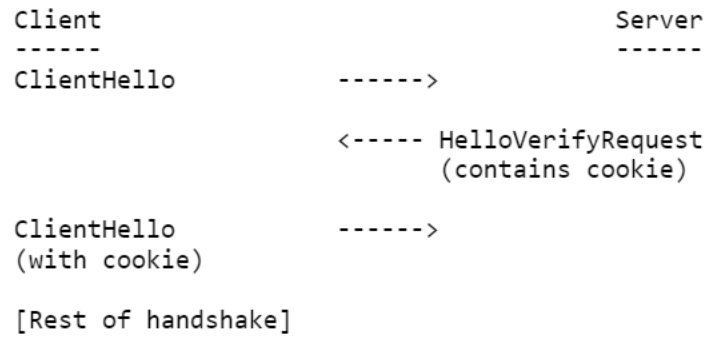 Client Server
------ ------
ClientHello ------>
<----- HelloVerifyRequest
(contains cookie)
ClientHello ------>
(with cookie)
[Rest of handshake]